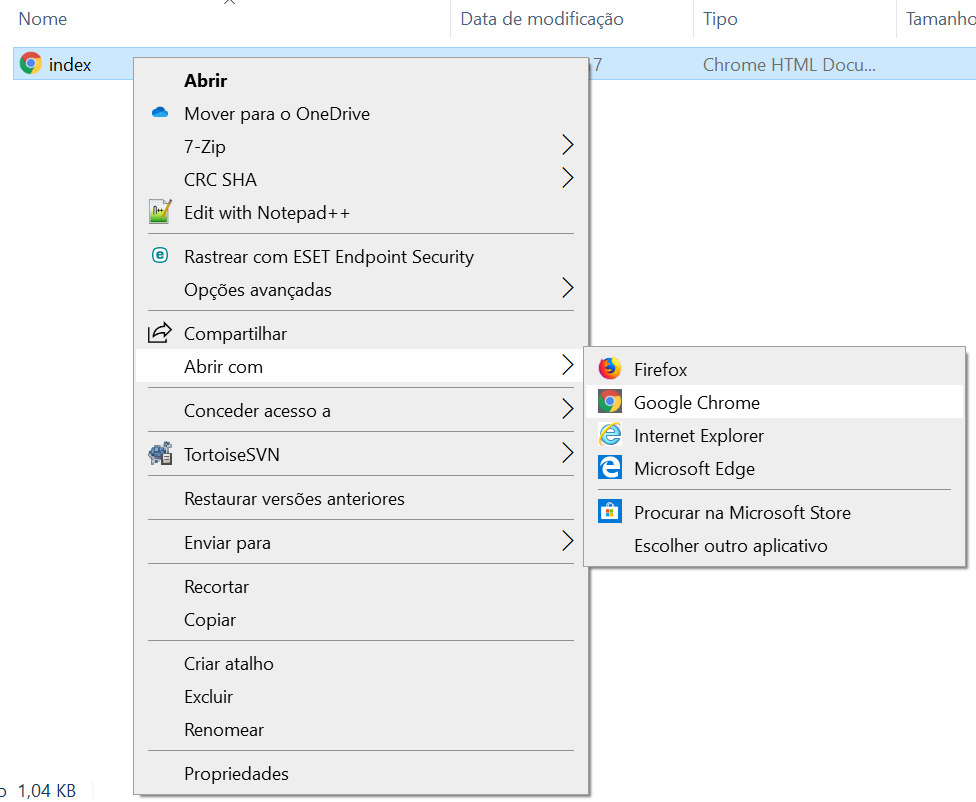 Nome Data de modificação Tipo Tamanho
index 7 Chrome HTML Docu...
Abrir
Mover para o OneDrive
7-Zip
CRC SHA
Edit with Notepad++
Rastrear com ESET Endpoint Security
Opções avançadas
Compartilhar
Abrir com
Conceder acesso a
TortoiseSVN
Restaurar versões anteriores
Enviar para
Recortar
Copiar
Criar atalho
Excluir
Renomear
Propriedades
Firefox
Google Chrome
Internet Explorer
Microsoft Edge
Procurar na Microsoft Store
Escolher outro aplicativo
o 1,04 KB